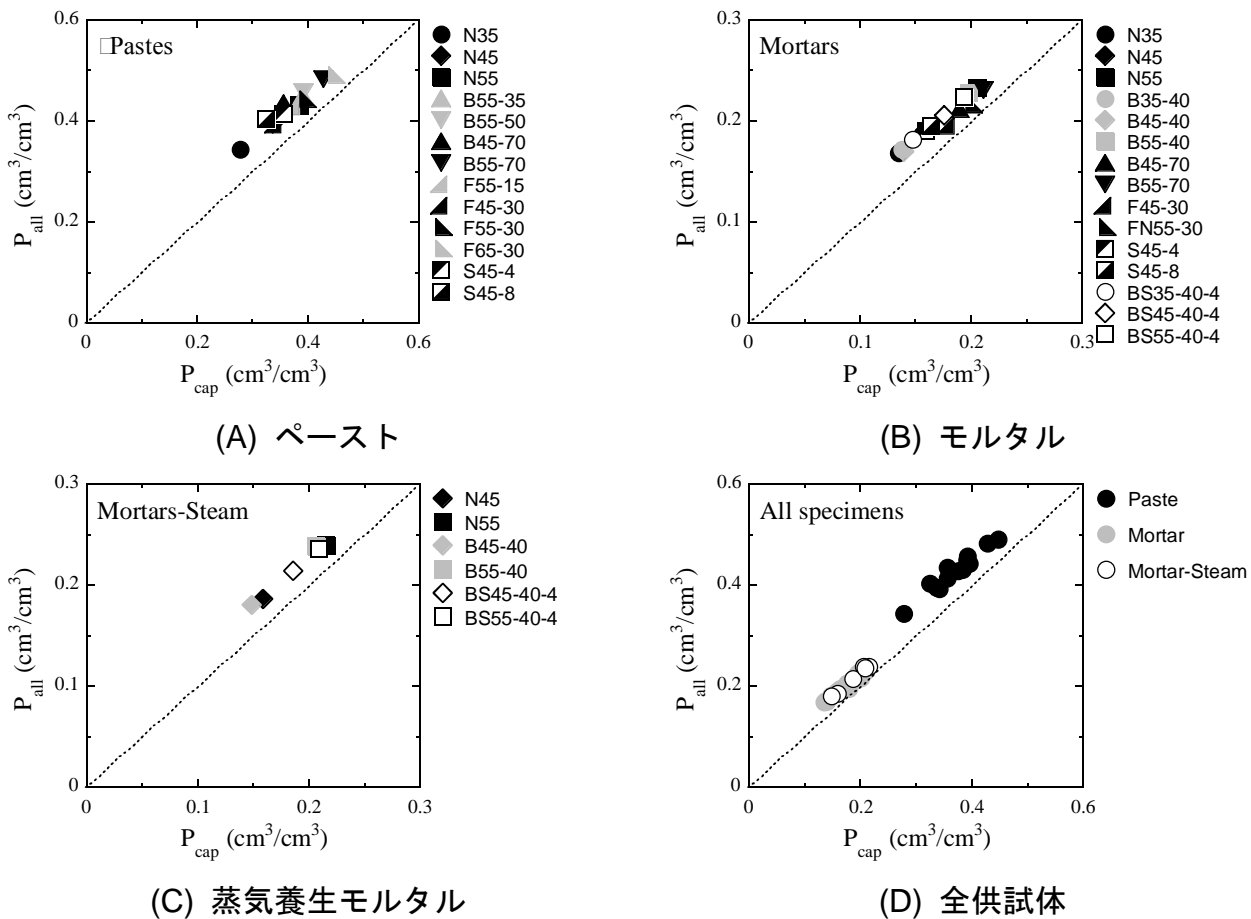 □Pastes
0.6
0.4
0.2
0
P_all (cm³/cm³)
0
0.2
0.4
0.6
P_cap (cm³/cm³)
N35
N45
N55
B55-35
B55-50
B45-70
B55-70
F55-15
F45-30
F55-30
F65-30
S45-4
S45-8
(A) ペースト
Mortars
0.3
0.2
0.1
0
P_all (cm³/cm³)
0
0.1
0.2
0.3
P_cap (cm³/cm³)
N35
N45
N55
B35-40
B45-40
B55-40
B45-70
B55-70
F45-30
FN55-30
S45-4
S45-8
BS35-40-4
BS45-40-4
BS55-40-4
(B) モルタル
Mortars-Steam
0.3
0.2
0.1
0
P_all (cm³/cm³)
0
0.1
0.2
0.3
P_cap (cm³/cm³)
N45
N55
B45-40
B55-40
BS45-40-4
BS55-40-4
(C) 蒸気養生モルタル
All specimens
0.6
0.4
0.2
0
P_all (cm³/cm³)
0
0.2
0.4
0.6
P_cap (cm³/cm³)
Paste
Mortar
Mortar-Steam
(D) 全供試体